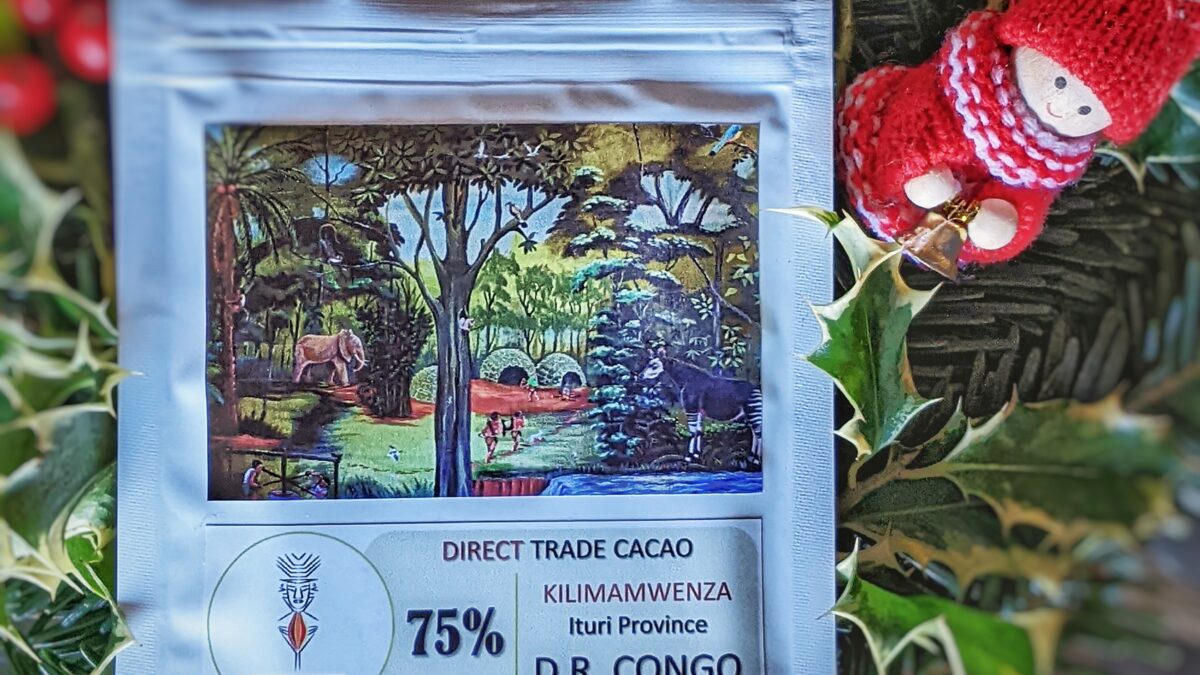 DIRECT TRADE CACAO
75%
KILIMAMWENZA
Ituri Province
D.R. CONGO